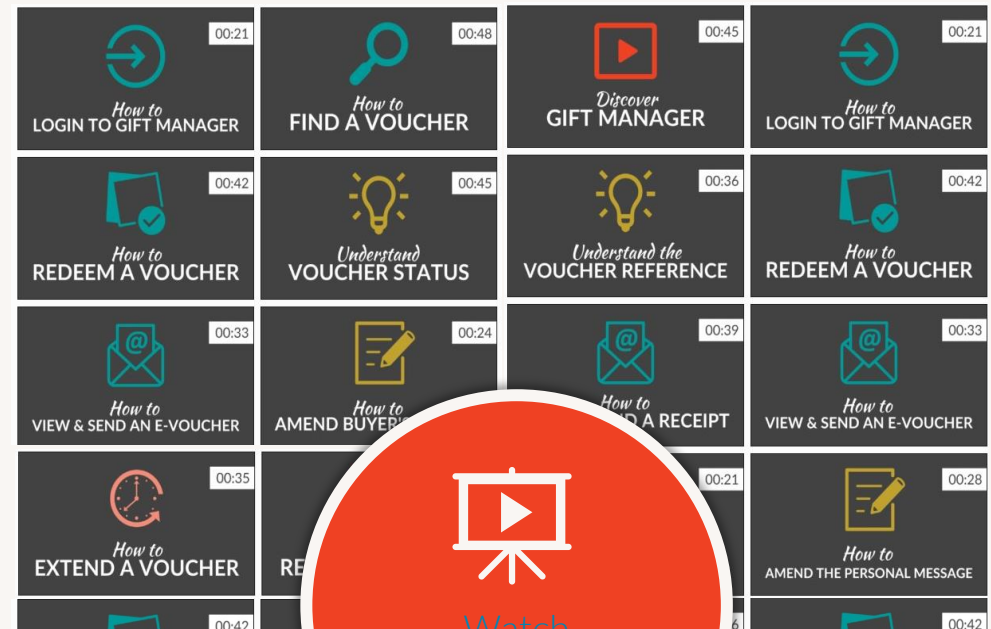 00:21
How to
LOGIN TO GIFT MANAGER
00:48
How to
FIND A VOUCHER
00:45
Discover
GIFT MANAGER
00:21
How to
LOGIN TO GIFT MANAGER
00:42
How to
REDEEM A VOUCHER
00:45
Understand
VOUCHER STATUS
00:36
Understand the
VOUCHER REFERENCE
00:42
How to
REDEEM A VOUCHER
00:33
How to
VIEW & SEND AN E-VOUCHER
00:24
How to
AMEND
00:39
How to
A RECEIPT
00:33
How to
VIEW & SEND AN E-VOUCHER
00:35
How to
EXTEND A VOUCHER
RE
00:21
00:28
How to
AMEND THE PERSONAL MESSAGE
Watch
00:42
00:42